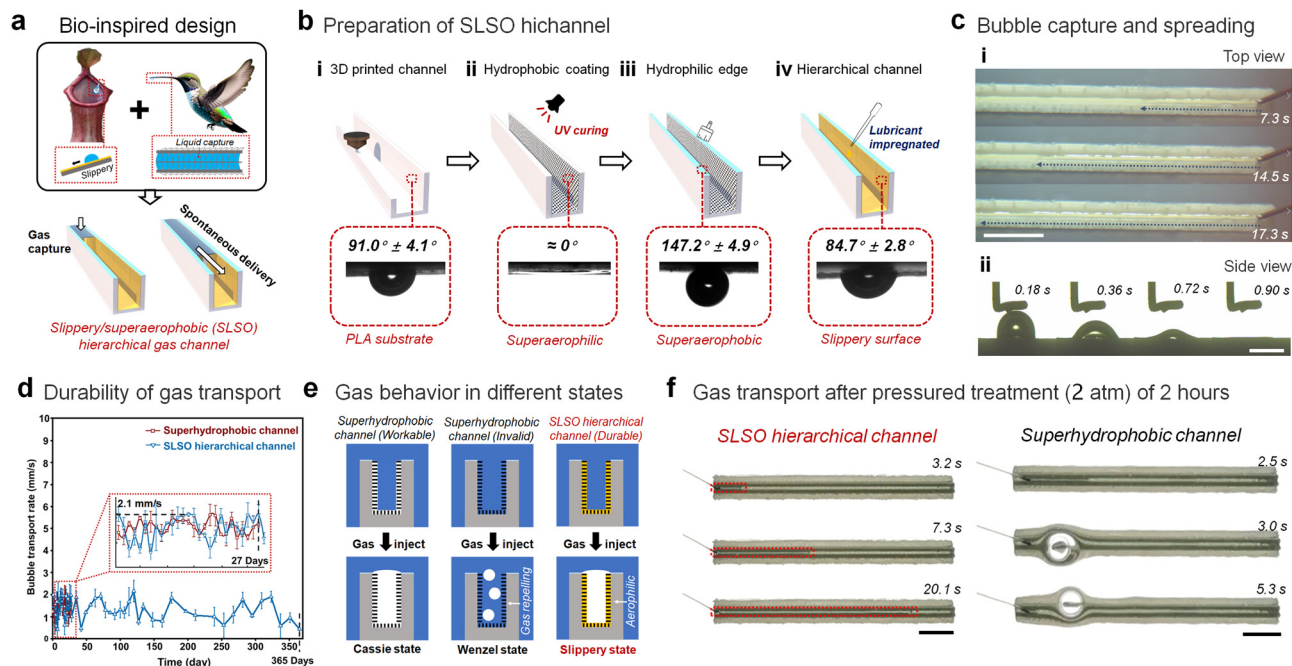 a
Bio-inspired design
Slippery
Liquid capture
Gas
capture
Spontaneous
delivery
Slippery/superaerophobic (SLSO)
hierarchical gas channel
b
Preparation of SLSO hichannel
i 3D printed channel
ii Hydrophobic coating
iii Hydrophilic edge
iv Hierarchical channel
UV curing
Lubricant
impregnated
91.0° ± 4.1°
≈ 0°
147.2° ± 4.9°
84.7° ± 2.8°
PLA substrate
Superaerophilic
Superaerophobic
Slippery surface
c
Bubble capture and spreading
i
Top view
7.3 s
14.5 s
17.3 s
ii
Side view
0.18 s
0.36 s
0.72 s
0.90 s
d
Durability of gas transport
Bubble transport rate (mm/s)
10
9
8
7
6
5
4
3
2
1
0
Superhydrophobic channel
SLSO hierarchical channel
2.1 mm/s
27 Days
0 50 100 150 200 250 300 350
Time (day)
365 Days
e
Gas behavior in different states
Superhydrophobic
channel (Workable)
Superhydrophobic
channel (Invalid)
SLSO hierarchical
channel (Durable)
Gas inject
Gas inject
Gas inject
Gas repelling
Aerophilic
Cassie state
Wenzel state
Slippery state
f
Gas transport after pressured treatment (2 atm) of 2 hours
SLSO hierarchical channel
Superhydrophobic channel
3.2 s
7.3 s
20.1 s
2.5 s
3.0 s
5.3 s